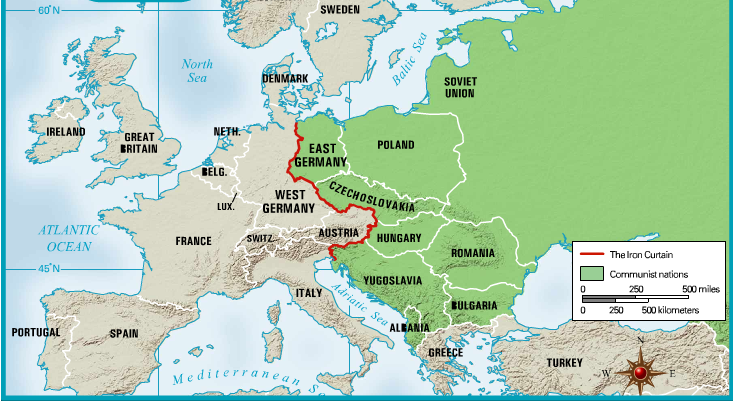 60°N
SWEDEN
North
Sea
Baltic Sea
DENMARK
SOVIET
UNION
IRELAND
GREAT
BRITAIN
NETH.
EAST
GERMANY
POLAND
BELG.
LUX.
WEST
GERMANY
CZECHOSLOVAKIA
ATLANTIC
OCEAN
FRANCE
SWITZ.
AUSTRIA
HUNGARY
ROMANIA
45°N
ITALY
YUGOSLAVIA
Adriatic Sea
BULGARIA
ALBANIA
PORTUGAL
SPAIN
GREECE
TURKEY
Mediterranean Se
The Iron Curtain
Communist nations
0 250 500 miles
0 250 500 kilometers
N
W E
S